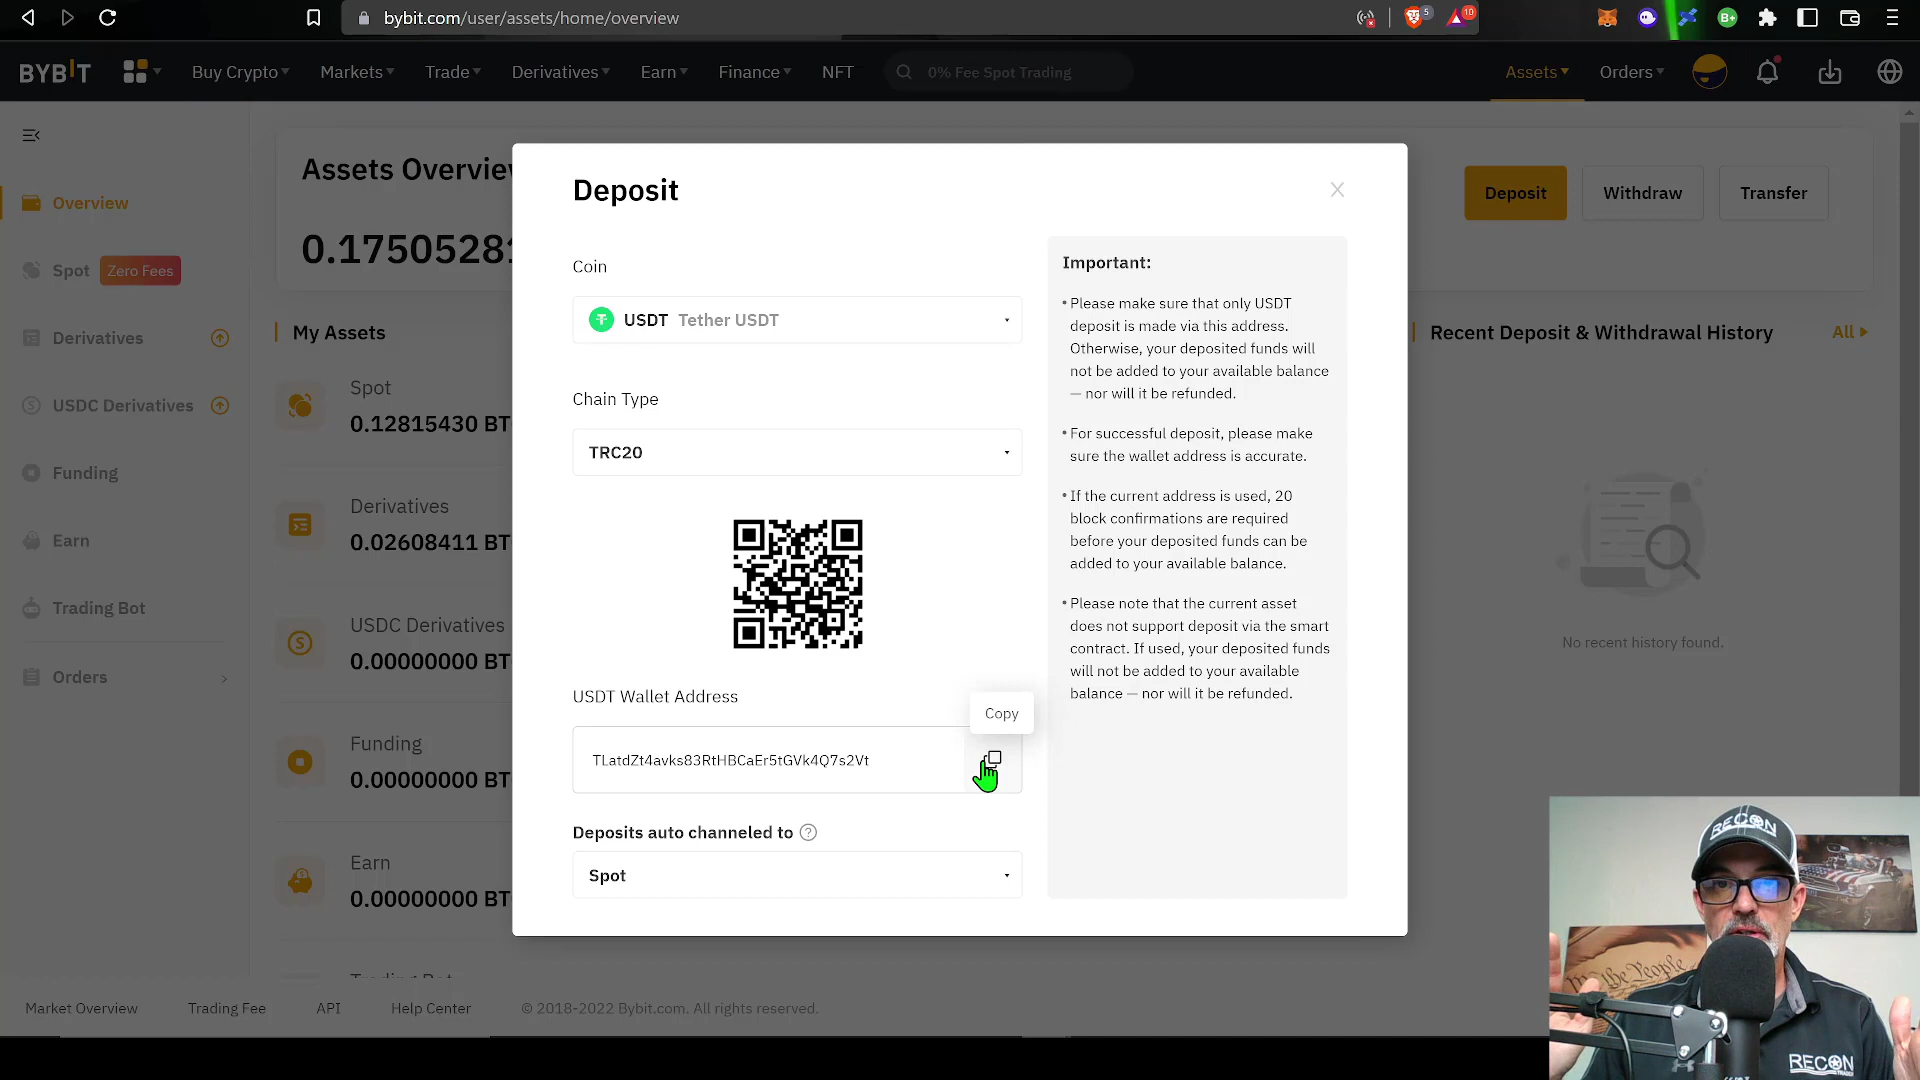 bybit.com/user/assets/home/overview
5
10
B+
BYBIT
Buy Crypto
Markets
Trade
Derivatives
Earn
Finance
NFT
0% Fee Spot Trading
Assets
Orders
Overview
Spot
Zero Fees
Derivatives
USDC Derivatives
Funding
Earn
Trading Bot
Orders
Assets Overvie
0.17505281
Deposit
Withdraw
Transfer
My Assets
Spot
0.12815430 BT
Derivatives
0.02608411 BT
USDC Derivatives
0.00000000 BT
Funding
0.00000000 BT
Earn
0.00000000 BT
Recent Deposit & Withdrawal History
All
No recent history found.
Deposit
Coin
USDT Tether USDT
Chain Type
TRC20
USDT Wallet Address
Copy
TLatdZt4avks83RtHBCaEr5tGVk4Q7s2Vt
Deposits auto channeled to
Spot
Important:
• Please make sure that only USDT
deposit is made via this address.
Otherwise, your deposited funds will
not be added to your available balance
— nor will it be refunded.
• For successful deposit, please make
sure the wallet address is accurate.
• If the current address is used, 20
block confirmations are required
before your deposited funds can be
added to your available balance.
• Please note that the current asset
does not support deposit via the smart
contract. If used, your deposited funds
will not be added to your available
balance — nor will it be refunded.
Market Overview
Trading Fee
API
Help Center
© 2018-2022 Bybit.com. All rights reserved.
RECON
We the People
RECON
TRADER